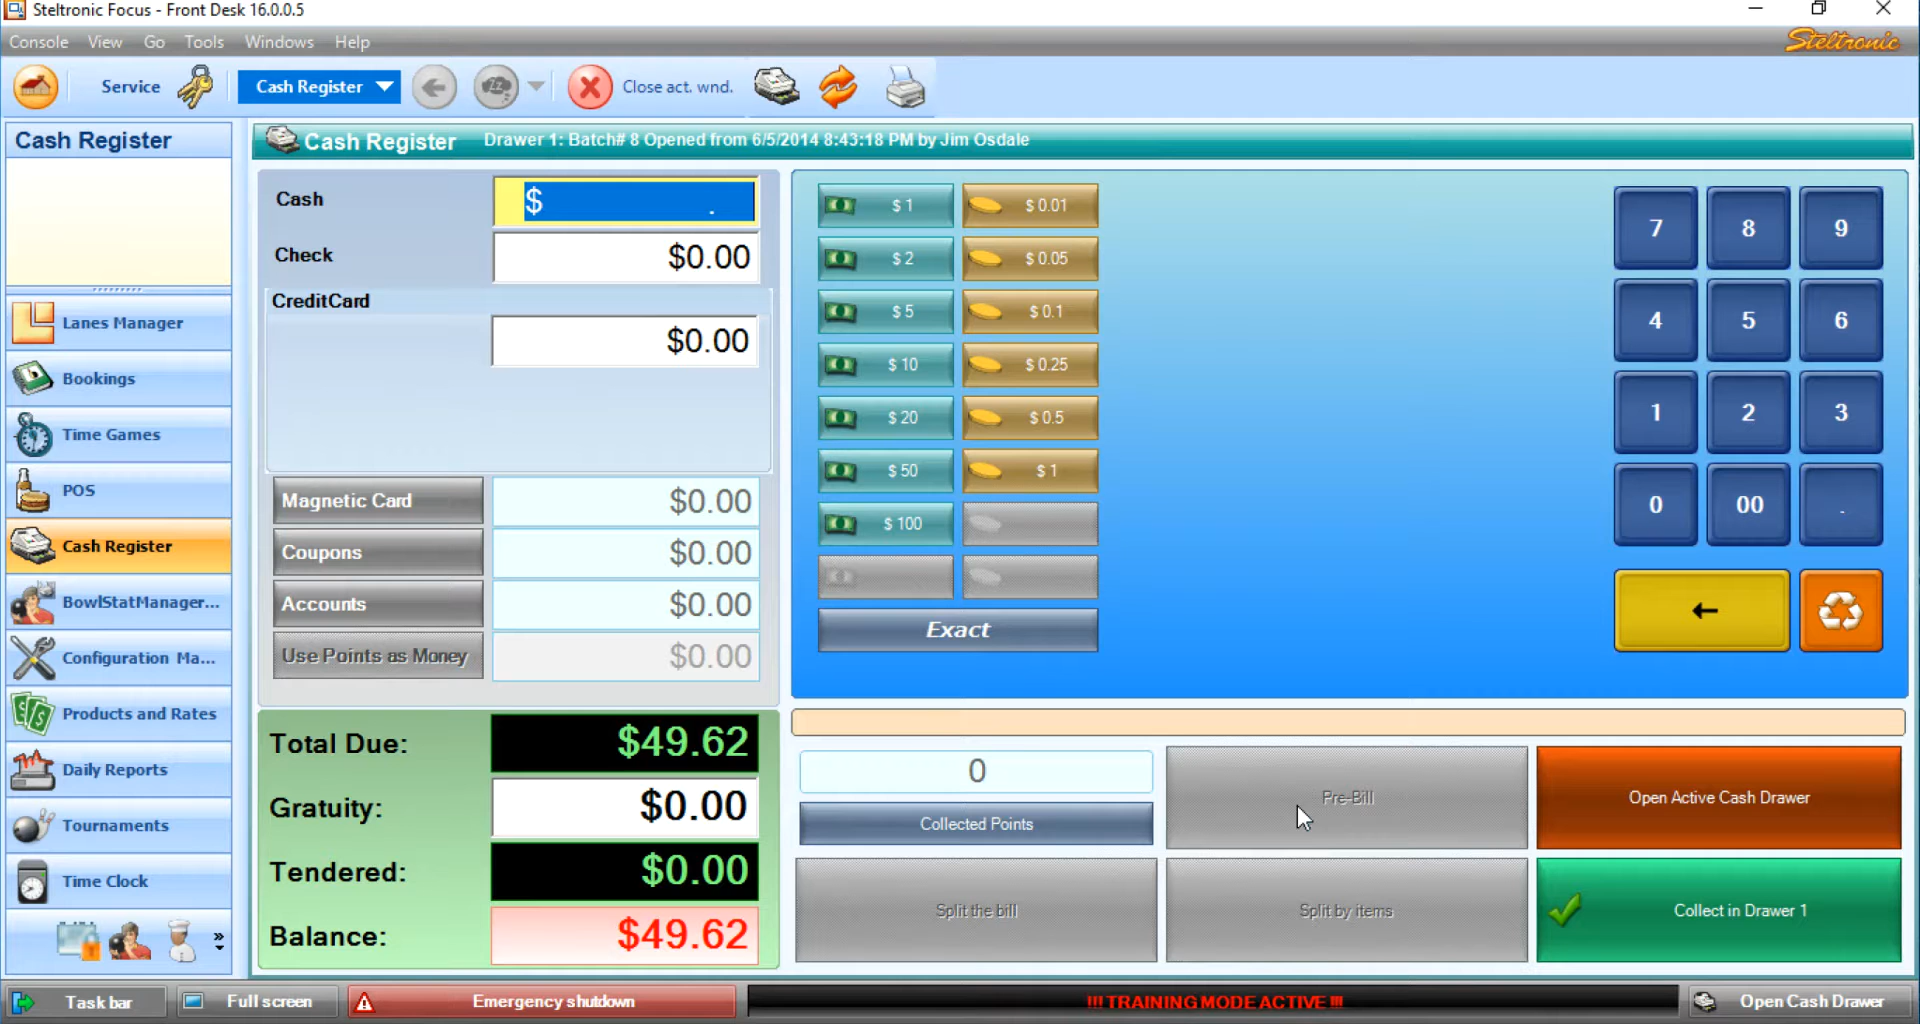 Steltronic Focus - Front Desk 16.0.0.5
Console View Go Tools Windows Help
Steltronic
Service Cash Register Close act. wnd.
Cash Register
Lanes Manager
Bookings
Time Games
POS
Cash Register
BowlStatManager...
Configuration Ma...
Products and Rates
Daily Reports
Tournaments
Time Clock
»
Cash Register Drawer 1: Batch# 8 Opened from 6/5/2014 8:43:18 PM by Jim Osdale
Cash $ .
Check $0.00
CreditCard
$0.00
Magnetic Card $0.00
Coupons $0.00
Accounts $0.00
Use Points as Money $0.00
Total Due: $49.62
Gratuity: $0.00
Tendered: $0.00
Balance: $49.62
$ 1 $ 0.01
$ 2 $ 0.05
$ 5 $ 0.1
$ 10 $ 0.25
$ 20 $ 0.5
$ 50 $ 1
$ 100
Exact
7 8 9
4 5 6
1 2 3
0 00 .
←
0
Collected Points
Pre-Bill
Open Active Cash Drawer
Split the bill
Split by items
Collect in Drawer 1
Task bar Full screen Emergency shutdown !!! TRAINING MODE ACTIVE !!! Open Cash Drawer